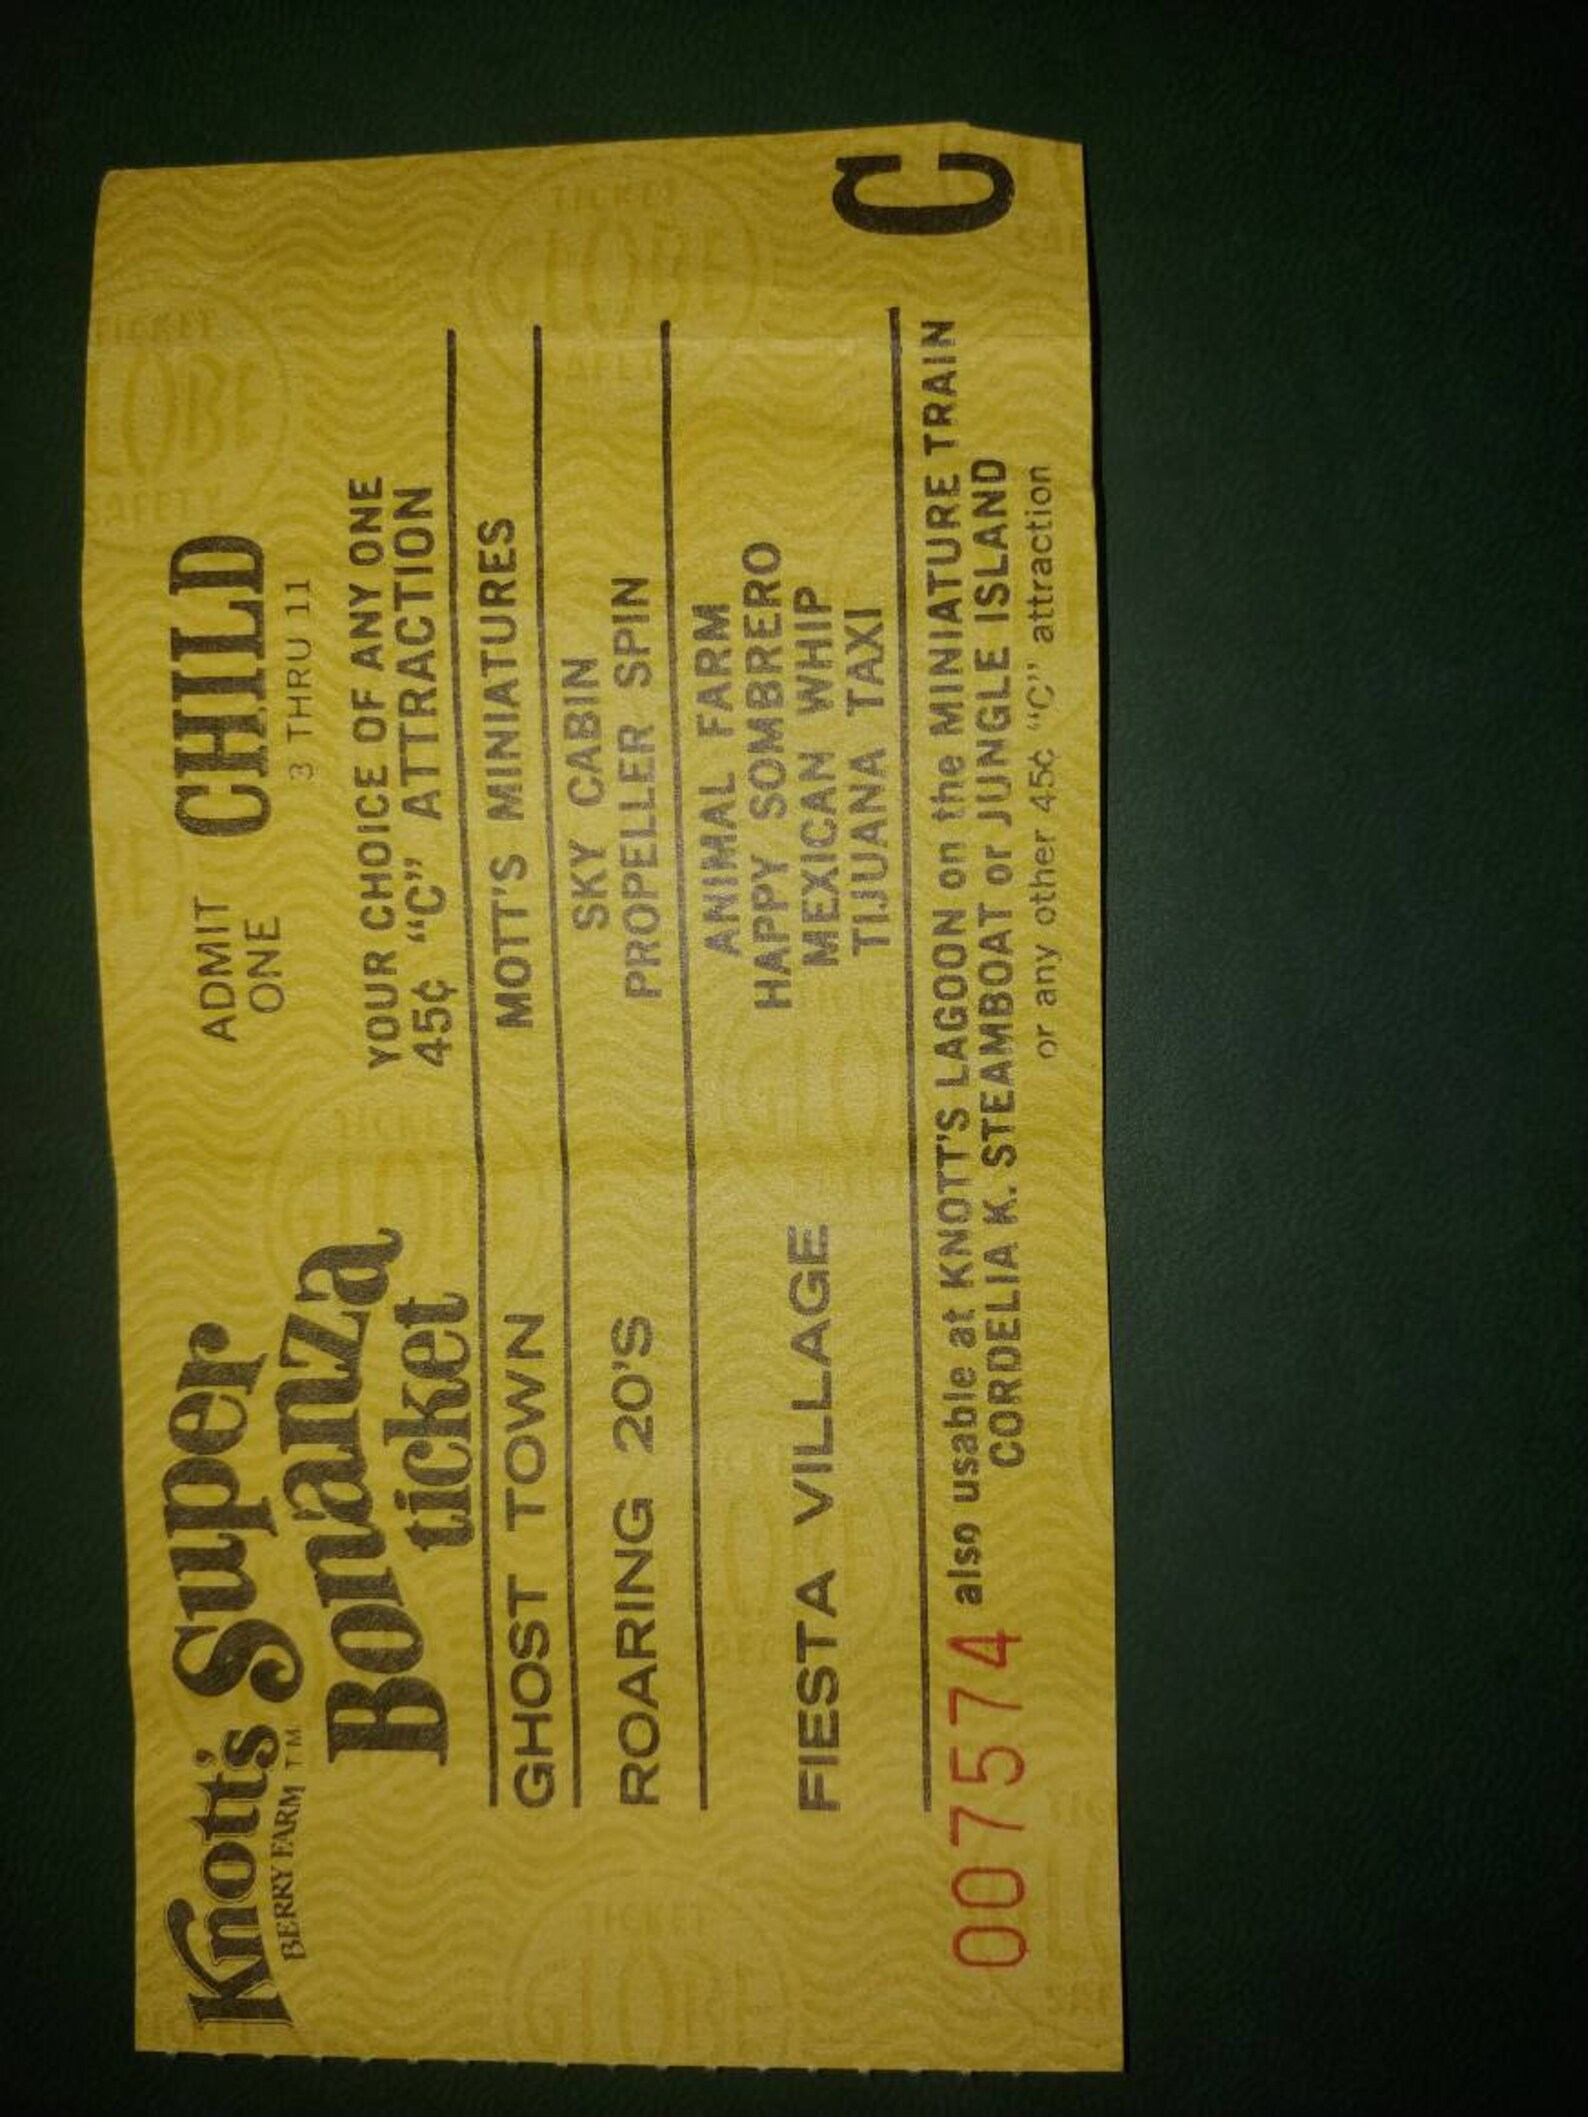 Knott's Super
BERRY FARM TM
Bonanza
ticket
ADMIT
ONE
CHILD
3 THRU 11
YOUR CHOICE OF ANY ONE
45¢ "C" ATTRACTION
GHOST TOWN
MOTT'S MINIATURES
ROARING 20'S
SKY CABIN
PROPELLER SPIN
FIESTA VILLAGE
ANIMAL FARM
HAPPY SOMBRERO
MEXICAN WHIP
TIJUANA TAXI
007574
also usable at KNOTT'S LAGOON on the MINIATURE TRAIN
CORDELIA K. STEAMBOAT or JUNGLE ISLAND
or any other 45¢ "C" attraction
C
GLOBE
TICKET